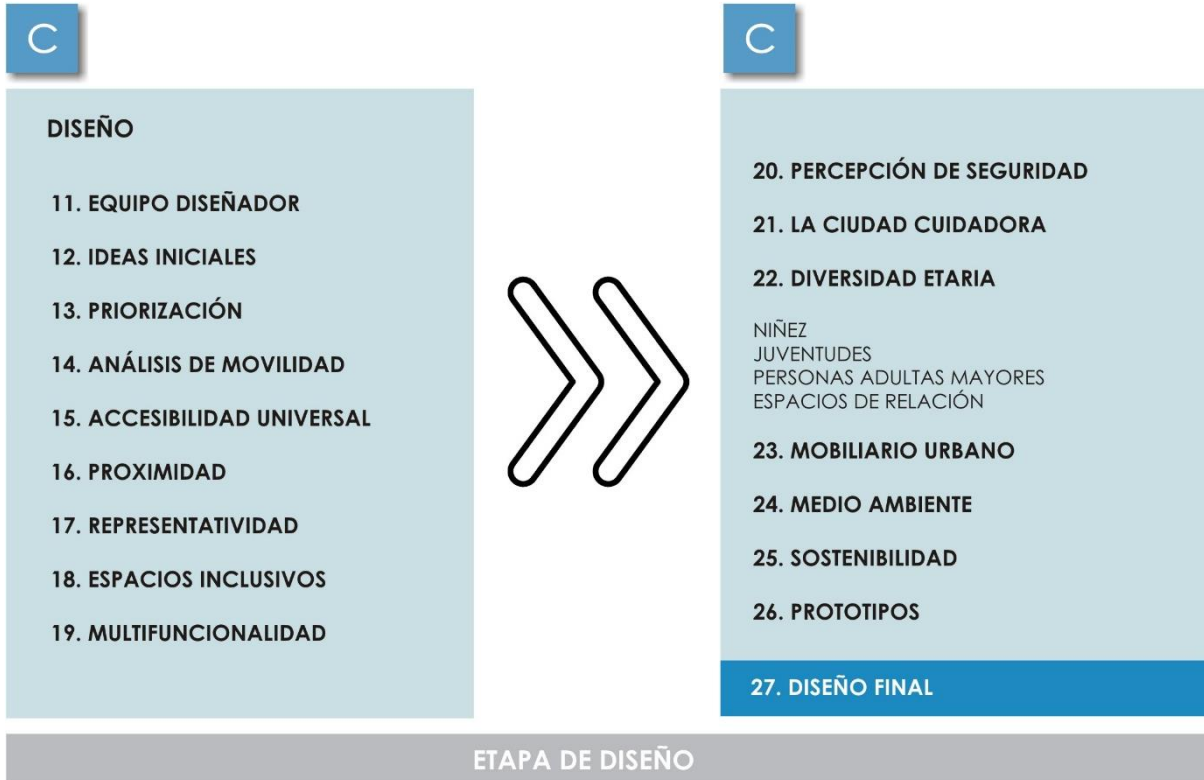 C
DISEÑO
11. EQUIPO DISEÑADOR
12. IDEAS INICIALES
13. PRIORIZACIÓN
14. ANÁLISIS DE MOVILIDAD
15. ACCESIBILIDAD UNIVERSAL
16. PROXIMIDAD
17. REPRESENTATIVIDAD
18. ESPACIOS INCLUSIVOS
19. MULTIFUNCIONALIDAD
C
20. PERCEPCIÓN DE SEGURIDAD
21. LA CIUDAD CUIDADORA
22. DIVERSIDAD ETARIA
NIÑEZ
JUVENTUDES
PERSONAS ADULTAS MAYORES
ESPACIOS DE RELACIÓN
23. MOBILIARIO URBANO
24. MEDIO AMBIENTE
25. SOSTENIBILIDAD
26. PROTOTIPOS
27. DISEÑO FINAL
ETAPA DE DISEÑO